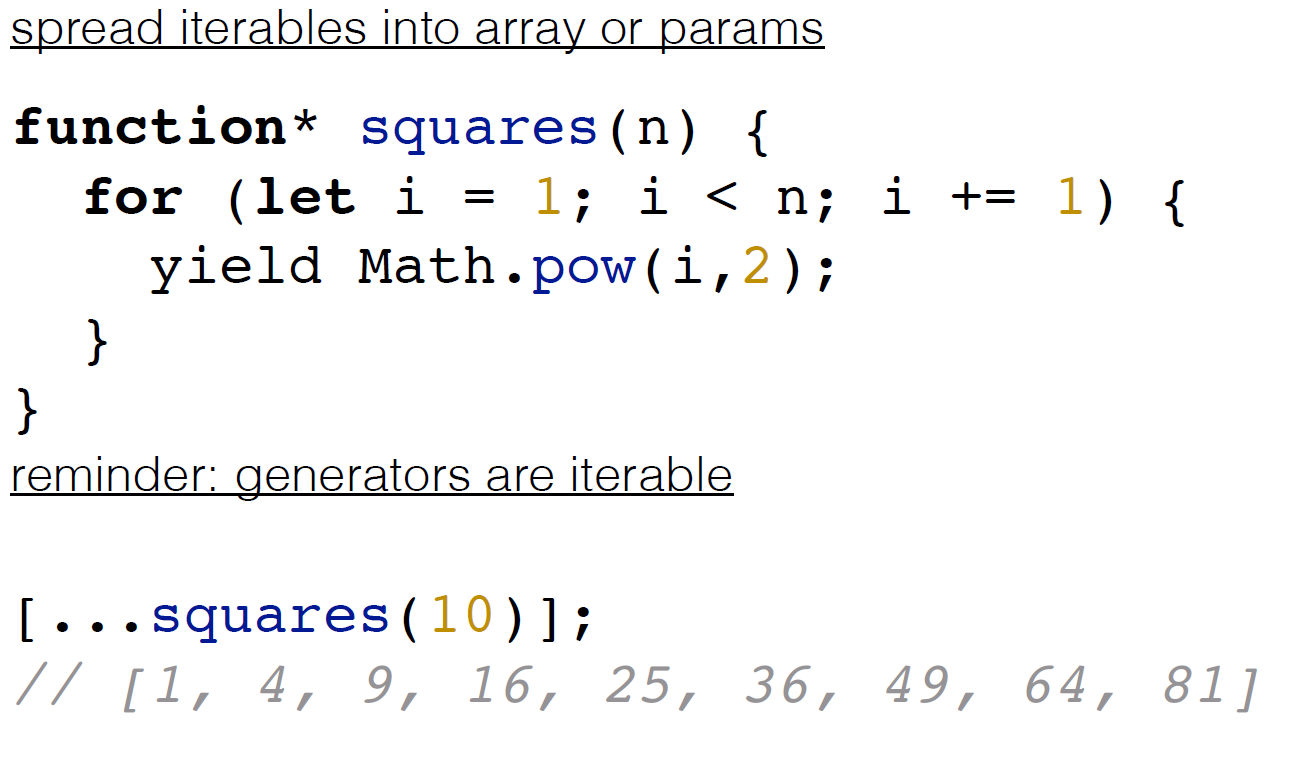 spread iterables into array or params
function* squares(n) {
  for (let i = 1; i < n; i += 1) {
    yield Math.pow(i,2);
  }
}
reminder: generators are iterable
[...squares(10)];
// [1, 4, 9, 16, 25, 36, 49, 64, 81]